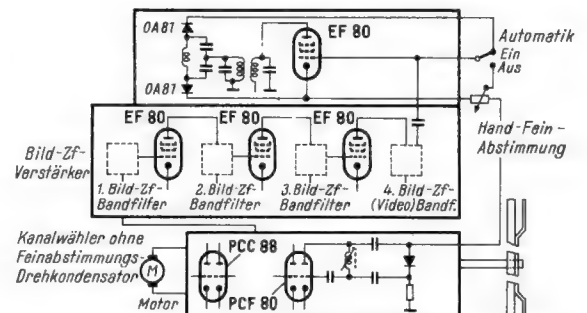 OA81
EF 80
Automatik
Ein
Aus
OA81
Hand-Fein-
Abstimmung
EF 80
EF 80
EF 80
Bild-Zf-
Verstärker
1. Bild-Zf-
Bandfilter
2. Bild-Zf-
Bandfilter
3. Bild-Zf-
Bandfilter
4. Bild-Zf-
(Video) Bandf.
Kanalwähler ohne
Feinabstimmungs-
Drehkondensator
M
Motor
PCC 88
PCF 80